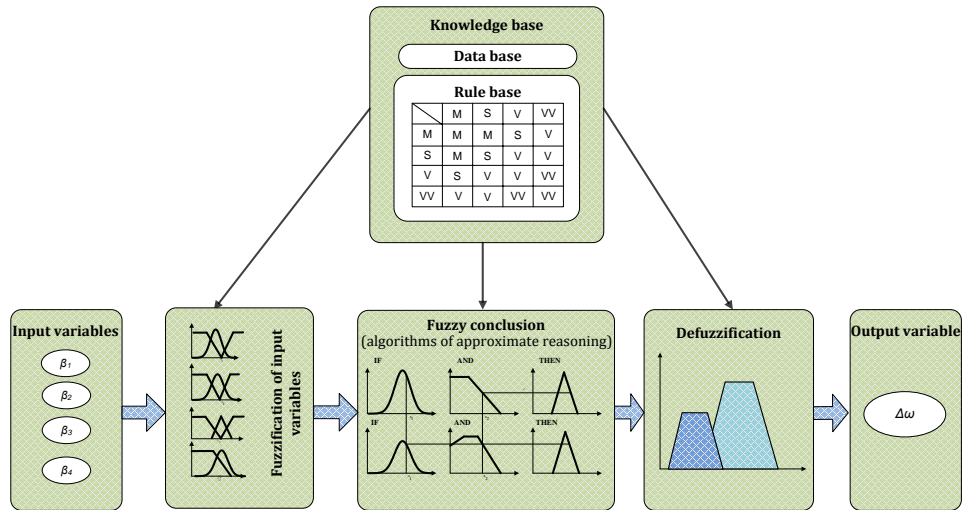 Knowledge base
Data base
Rule base
M S V VV
M M M S V
S M S V V
V S V V VV
VV V V VV VV
Input variables
β1
β2
β3
β4
Fuzzification of input
variables
Fuzzy conclusion
(algorithms of approximate reasoning)
IF AND THEN
IF AND THEN
Defuzzification
Output variable
Δω